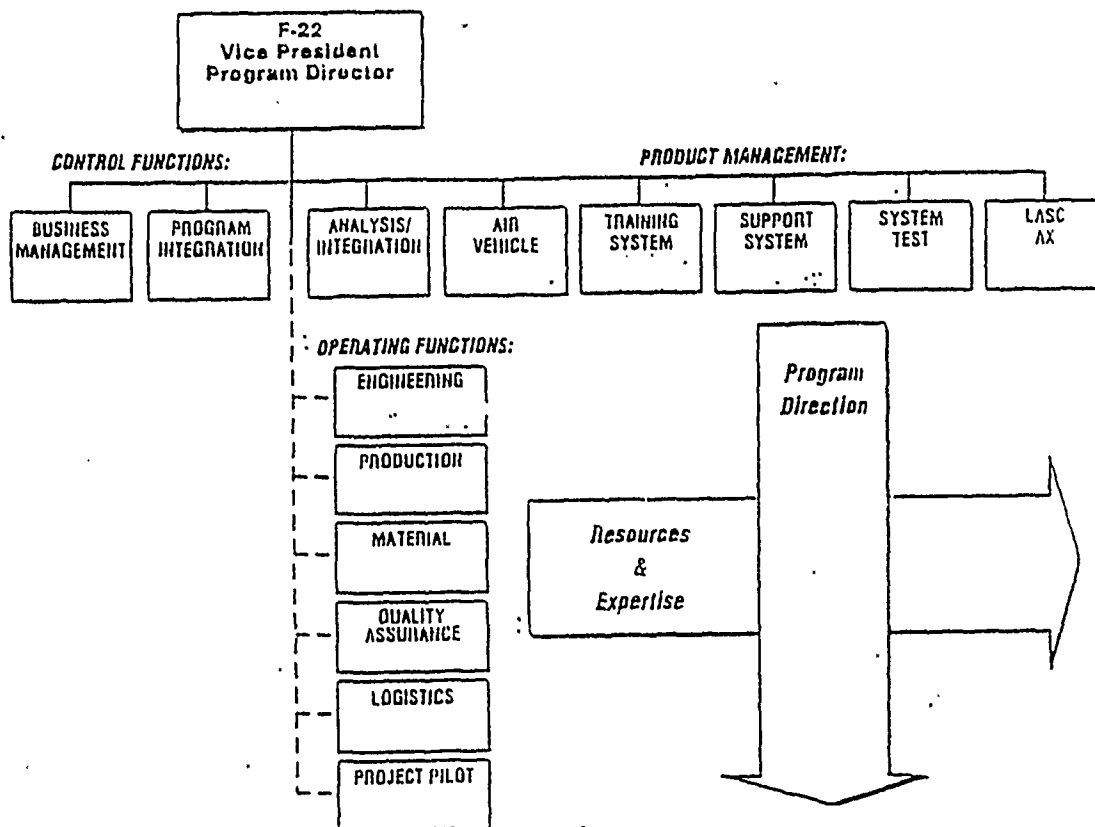 F-22
Vice President
Program Director
CONTROL FUNCTIONS:
PRODUCT MANAGEMENT:
BUSINESS
MANAGEMENT
PROGRAM
INTEGRATION
ANALYSIS/
INTEGRATION
AIR
VEHICLE
TRAINING
SYSTEM
SUPPORT
SYSTEM
SYSTEM
TEST
LASC
AX
OPERATING FUNCTIONS:
ENGINEERING
PRODUCTION
MATERIAL
QUALITY
ASSURANCE
LOGISTICS
PROJECT PILOT
Program
Direction
Resources
&
Expertise